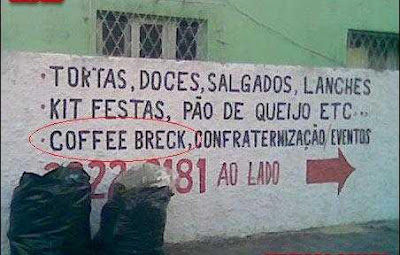 · TORTAS, DOCES, SALGADOS, LANCHES
· KIT FESTAS, PÃO DE QUEIJO ETC...
· COFFEE BRECK, CONFRATERNIZAÇÃO/EVENTOS
AO LADO